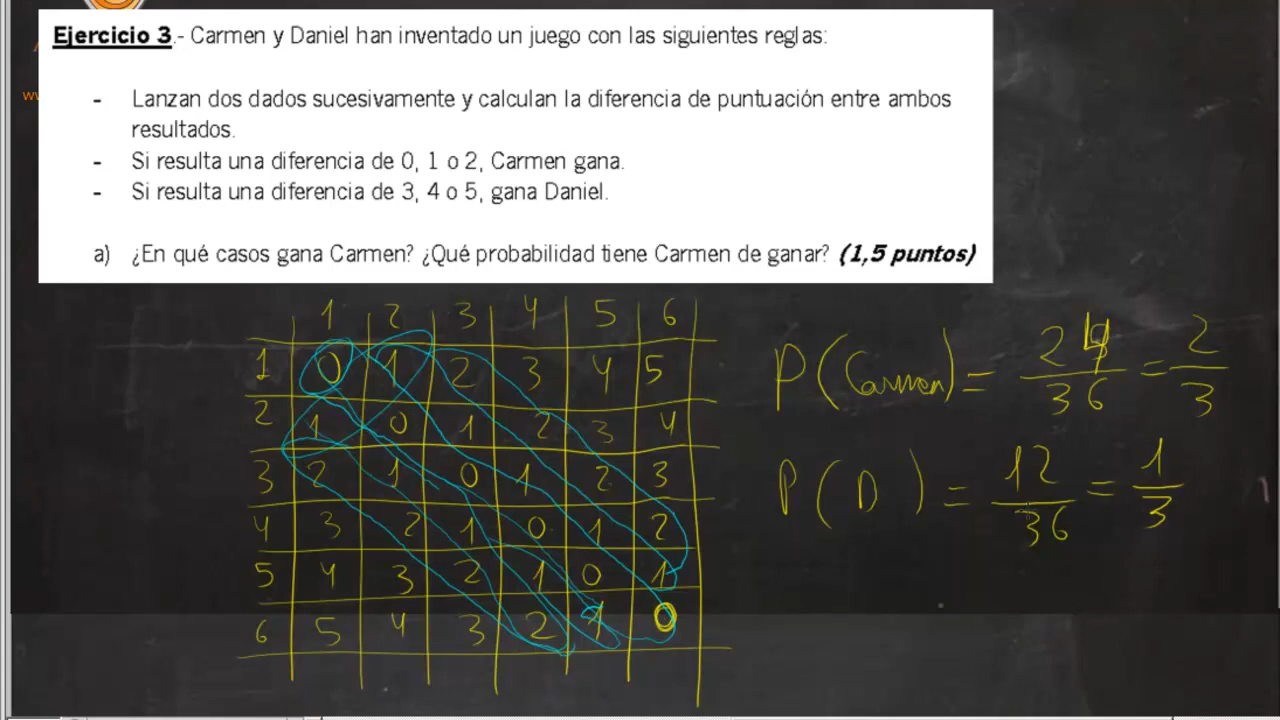 Ejercicio 3.- Carmen y Daniel han inventado un juego con las siguientes reglas:
- Lanzan dos dados sucesivamente y calculan la diferencia de puntuación entre ambos
resultados.
- Si resulta una diferencia de 0, 1 o 2, Carmen gana.
- Si resulta una diferencia de 3, 4 o 5, gana Daniel.
a) ¿En qué casos gana Carmen? ¿Qué probabilidad tiene Carmen de ganar? (1,5 puntos)
1 2 3 4 5 6
1 0 1 2 3 4 5
2 1 0 1 2 3 4
3 2 1 0 1 2 3
4 3 2 1 0 1 2
5 4 3 2 1 0 1
6 5 4 3 2 1 0
P(Carmen) = 24/36 = 2/3
P(D) = 12/36 = 1/3